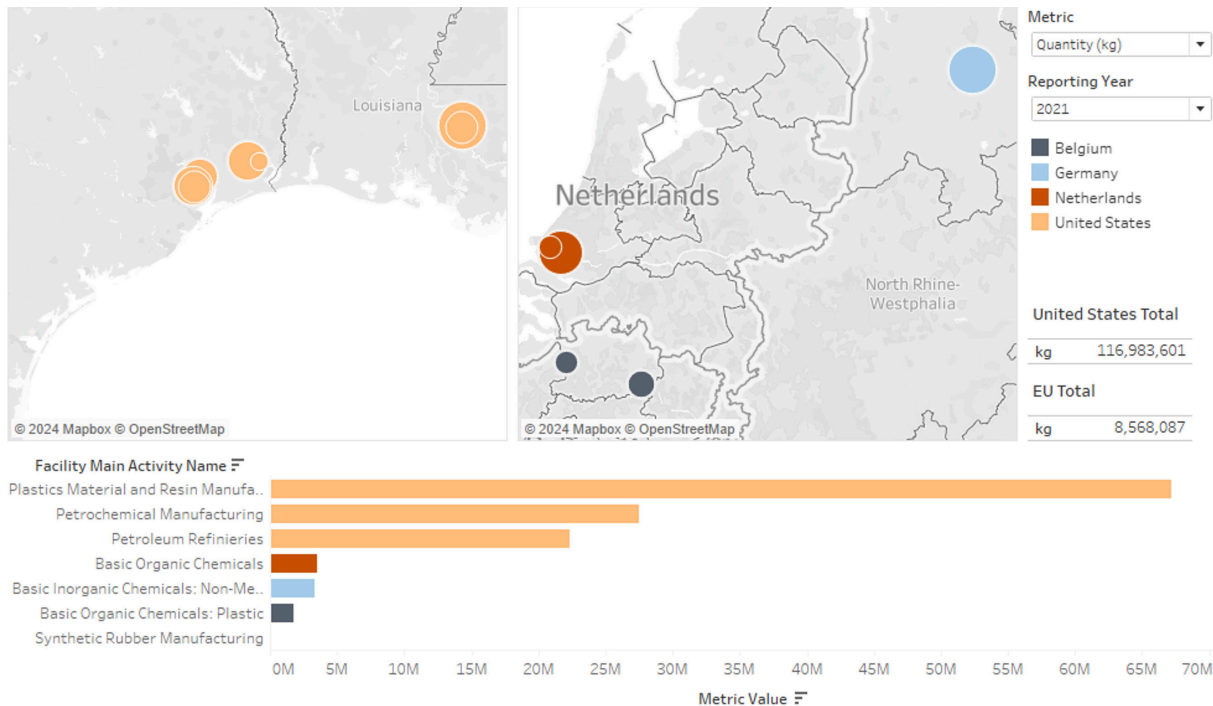 Louisiana
© 2024 Mapbox © OpenStreetMap
Netherlands
North Rhine-
Westphalia
© 2024 Mapbox © OpenStreetMap
Metric
Quantity (kg)
Reporting Year
2021
Belgium
Germany
Netherlands
United States
United States Total
kg 116,983,601
EU Total
kg 8,568,087
Facility Main Activity Name
Plastics Material and Resin Manufa..
Petrochemical Manufacturing
Petroleum Refinieries
Basic Organic Chemicals
Basic Inorganic Chemicals: Non-Me..
Basic Organic Chemicals: Plastic
Synthetic Rubber Manufacturing
0M 5M 10M 15M 20M 25M 30M 35M 40M 45M 50M 55M 60M 65M 70M
Metric Value